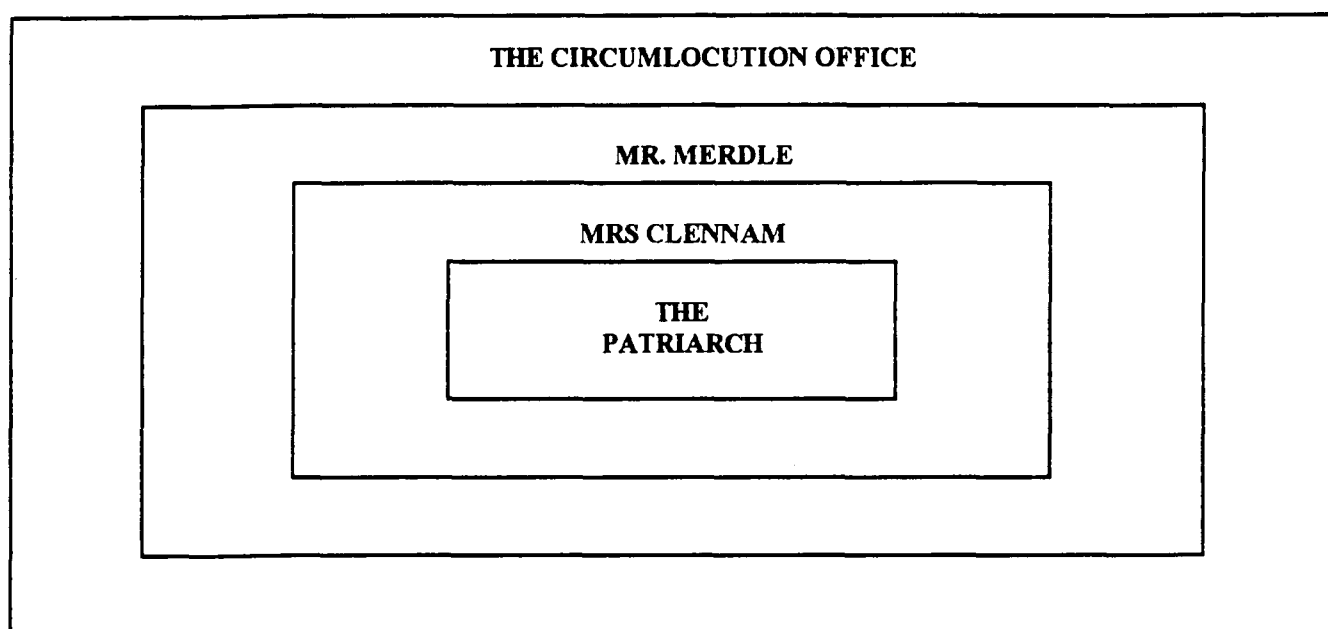 THE CIRCUMLOCUTION OFFICE
MR. MERDLE
MRS CLENNAM
THE
PATRIARCH